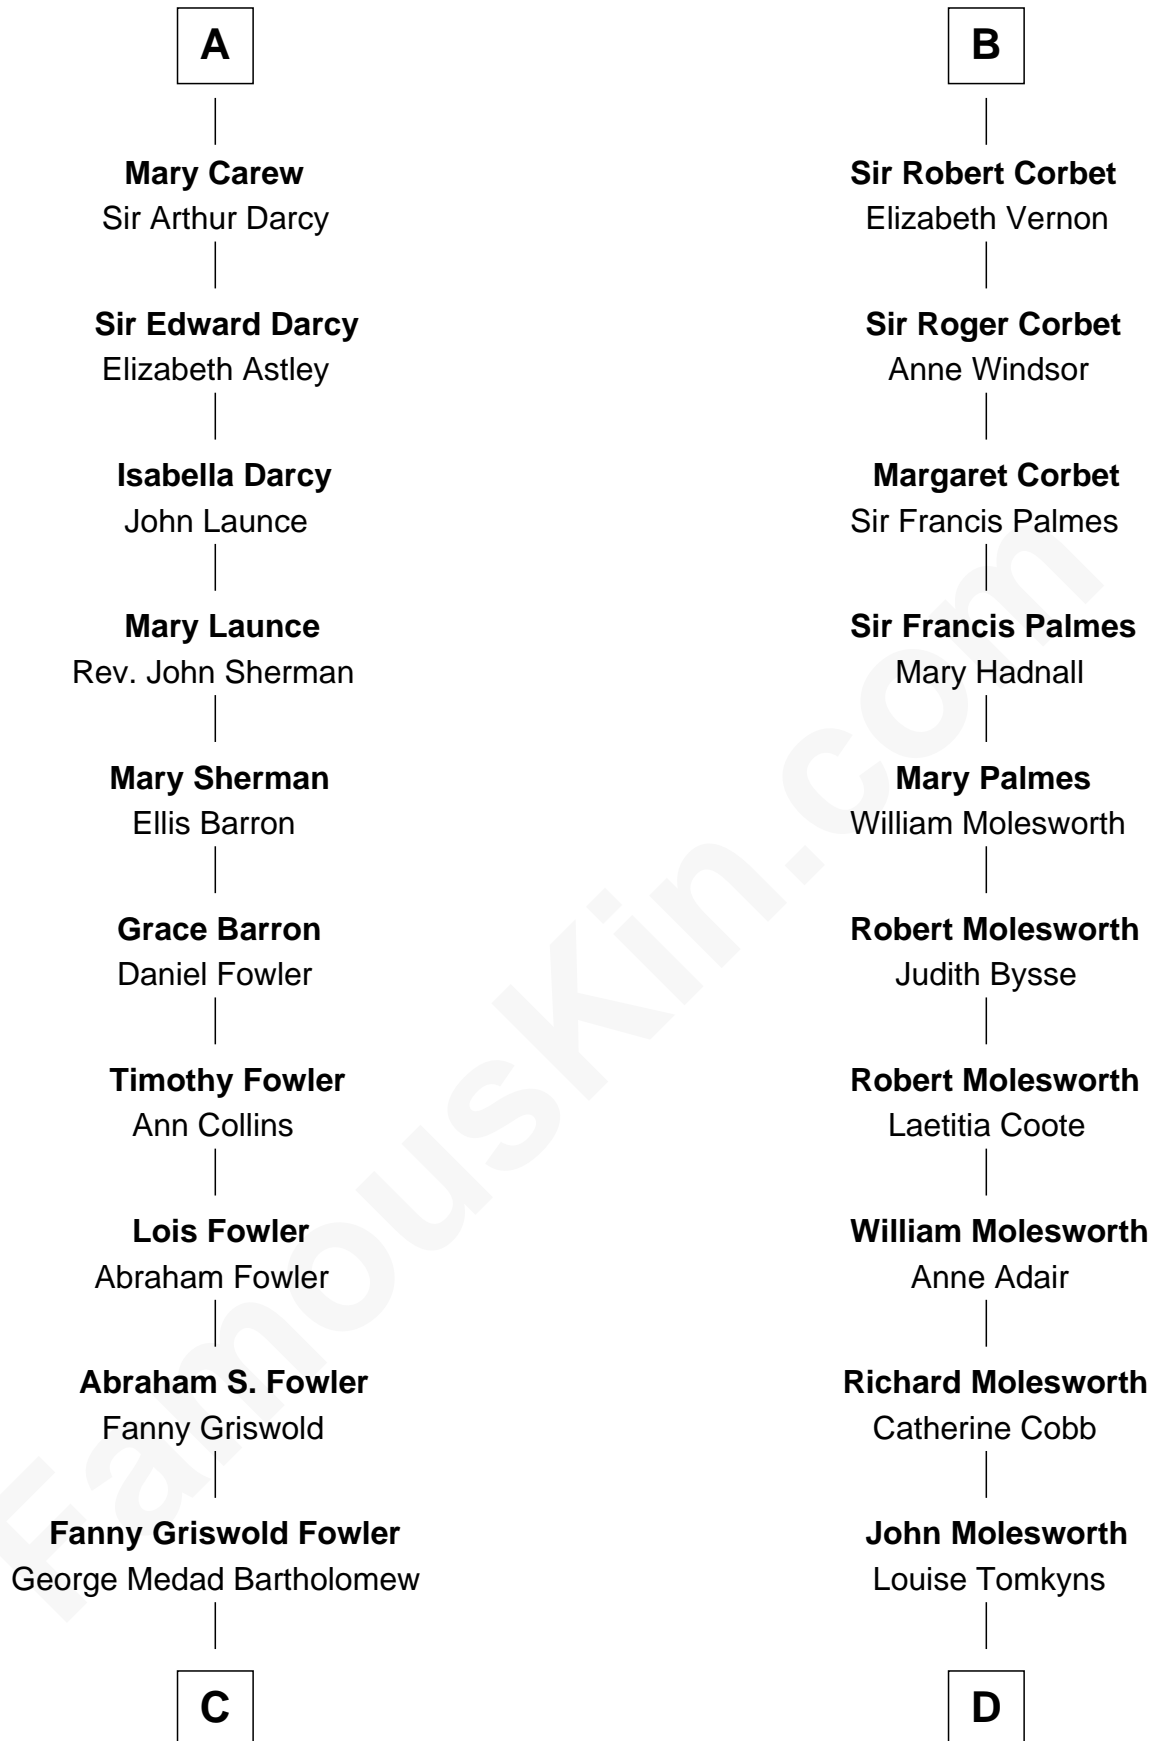 A
Mary Carew
Sir Arthur Darcy
Sir Edward Darcy
Elizabeth Astley
Isabella Darcy
John Launce
Mary Launce
Rev. John Sherman
Mary Sherman
Ellis Barron
Grace Barron
Daniel Fowler
Timothy Fowler
Ann Collins
Lois Fowler
Abraham Fowler
Abraham S. Fowler
Fanny Griswold
Fanny Griswold Fowler
George Medad Bartholomew
C
B
Sir Robert Corbet
Elizabeth Vernon
Sir Roger Corbet
Anne Windsor
Margaret Corbet
Sir Francis Palmes
Sir Francis Palmes
Mary Hadnall
Mary Palmes
William Molesworth
Robert Molesworth
Judith Bysse
Robert Molesworth
Laetitia Coote
William Molesworth
Anne Adair
Richard Molesworth
Catherine Cobb
John Molesworth
Louise Tomkyns
D
FamousKin.com